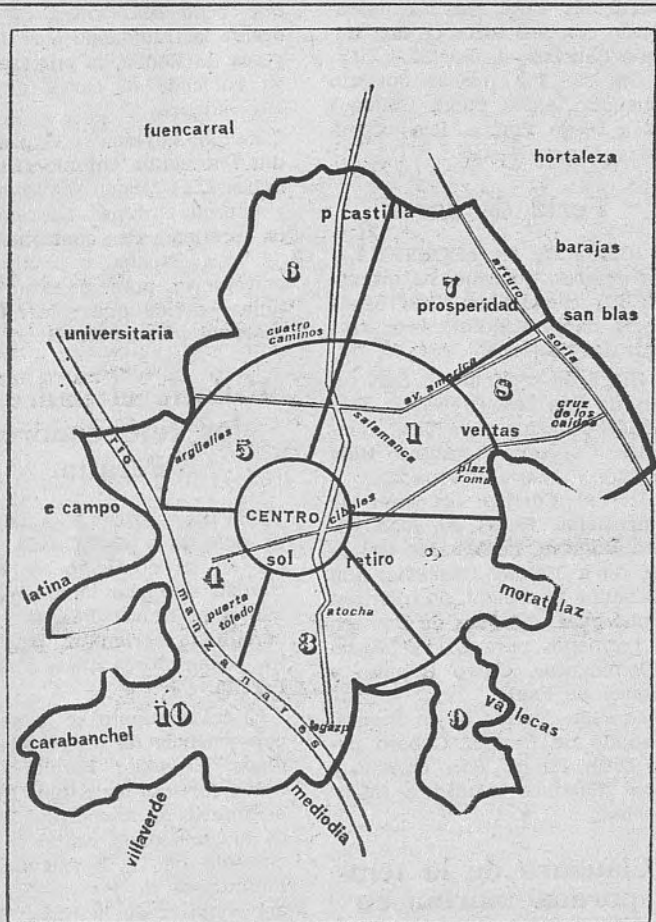 fuencarral
hortaleza
p castilla
barajas
6
7
arturo
prosperidad
san blas
universitaria
cuatro
caminos
soria
av. america
8
cruz
de los
caidos
río
salamanca
1
ventas
argüelles
5
plaza
roma
e campo
CENTRO
cibeles
4
sol
retiro
latina
manzanares
puerta
toledo
atocha
moratalaz
3
10
9
vallecas
carabanchel
legazpi
mediodia
villaverde